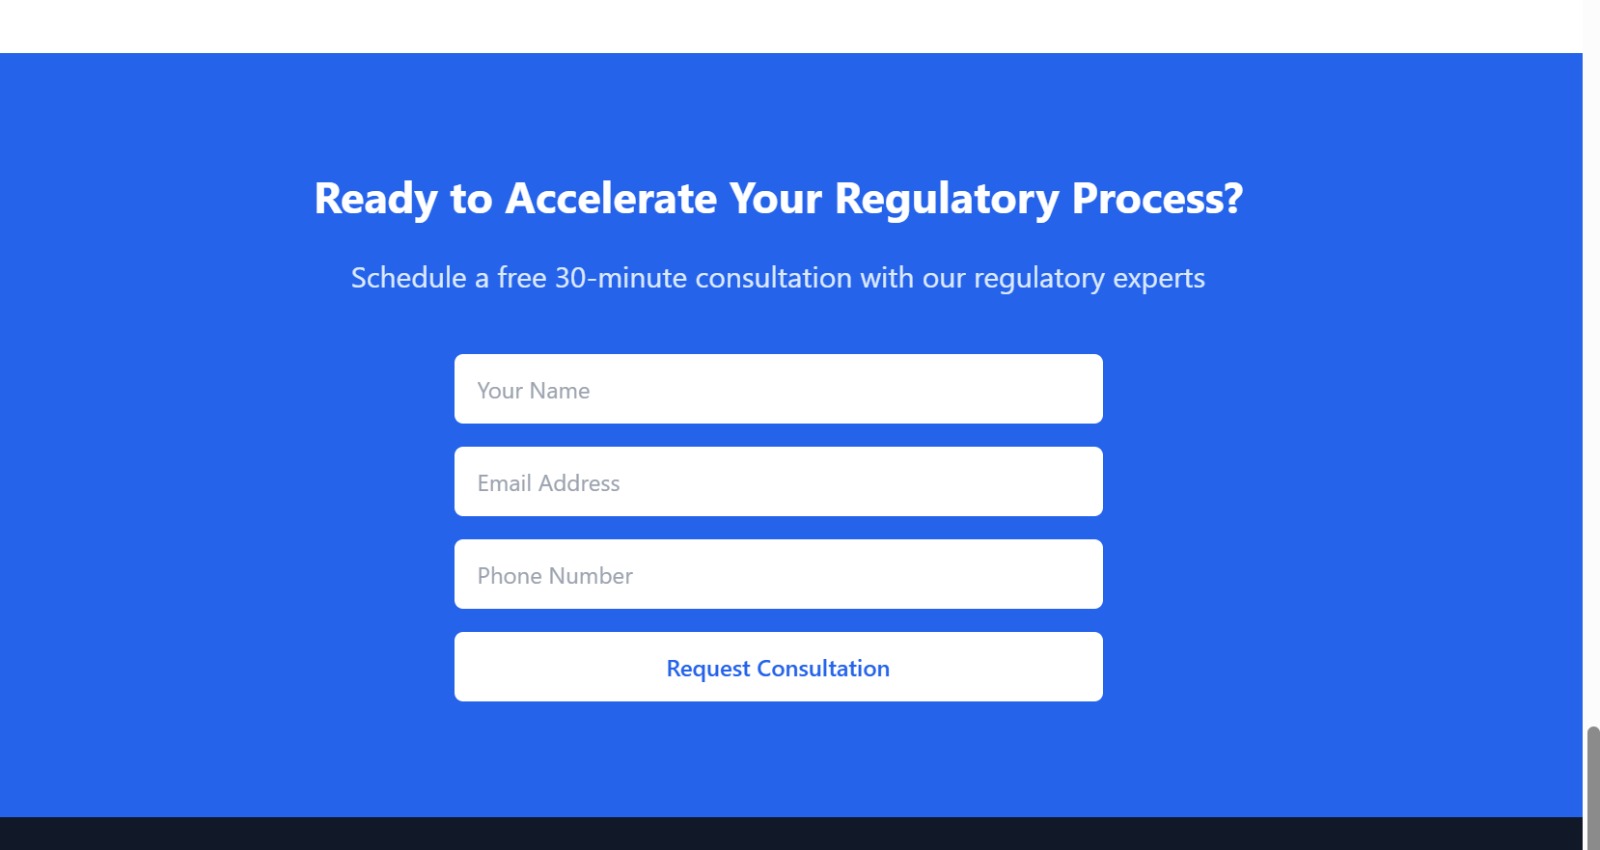 Ready to Accelerate Your Regulatory Process?
Schedule a free 30-minute consultation with our regulatory experts
Your Name
Email Address
Phone Number
Request Consultation